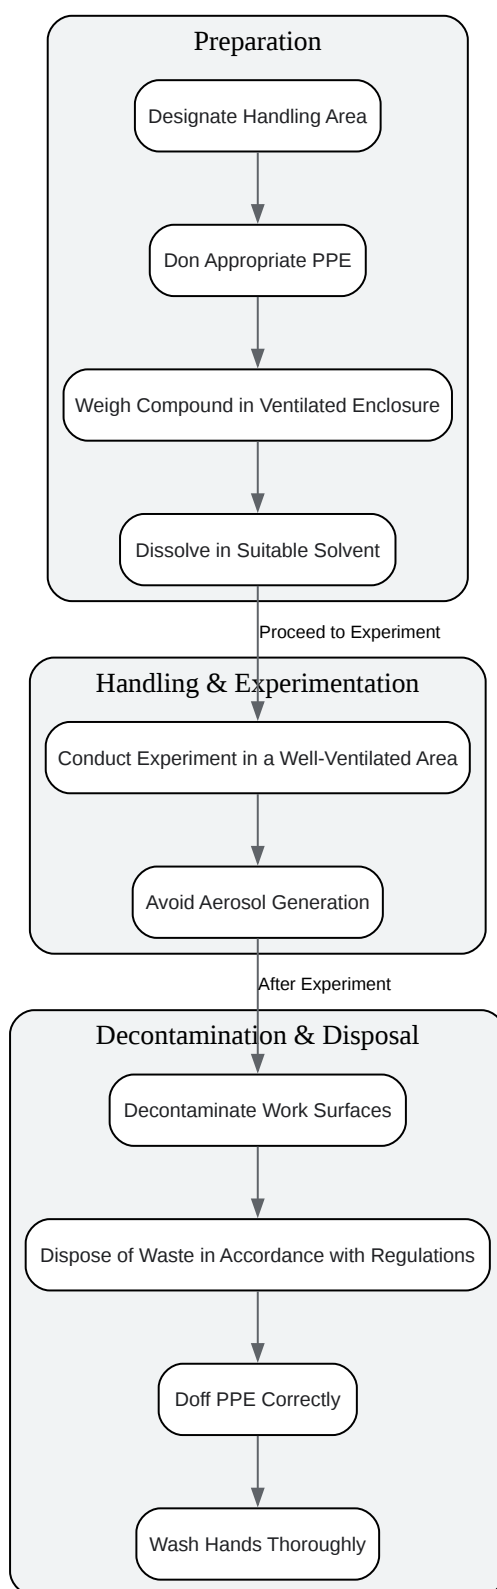 Preparation
Designate Handling Area
Don Appropriate PPE
Weigh Compound in Ventilated Enclosure
Dissolve in Suitable Solvent
Proceed to Experiment
Handling & Experimentation
Conduct Experiment in a Well-Ventilated Area
Avoid Aerosol Generation
After Experiment
Decontamination & Disposal
Decontaminate Work Surfaces
Dispose of Waste in Accordance with Regulations
Doff PPE Correctly
Wash Hands Thoroughly